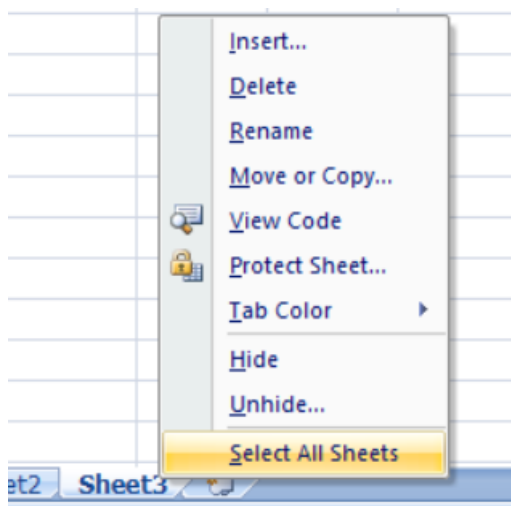 Insert...
Delete
Rename
Move or Copy...
View Code
Protect Sheet...
Tab Color
Hide
Unhide...
Select All Sheets
et2 Sheet3